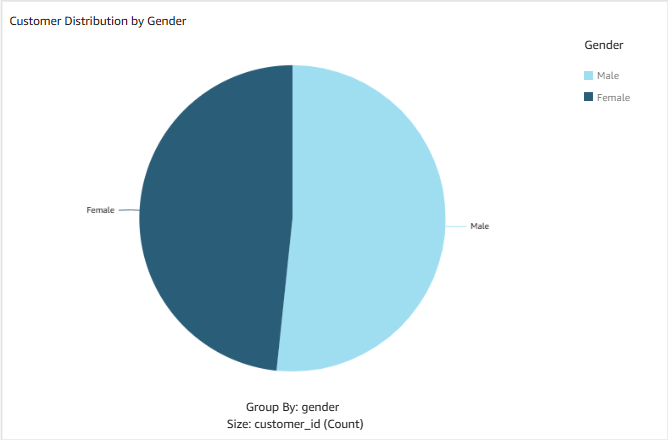 Customer Distribution by Gender
Gender
Male
Female
Female
Male
Group By: gender
Size: customer_id (Count)